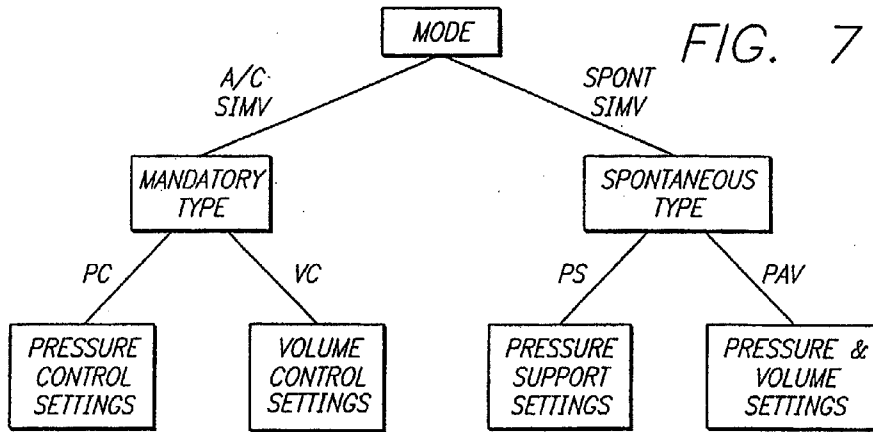 MODE
FIG. 7
A/C
SIMV
SPONT
SIMV
MANDATORY
TYPE
SPONTANEOUS
TYPE
PC
VC
PS
PAV
PRESSURE
CONTROL
SETTINGS
VOLUME
CONTROL
SETTINGS
PRESSURE
SUPPORT
SETTINGS
PRESSURE &
VOLUME
SETTINGS